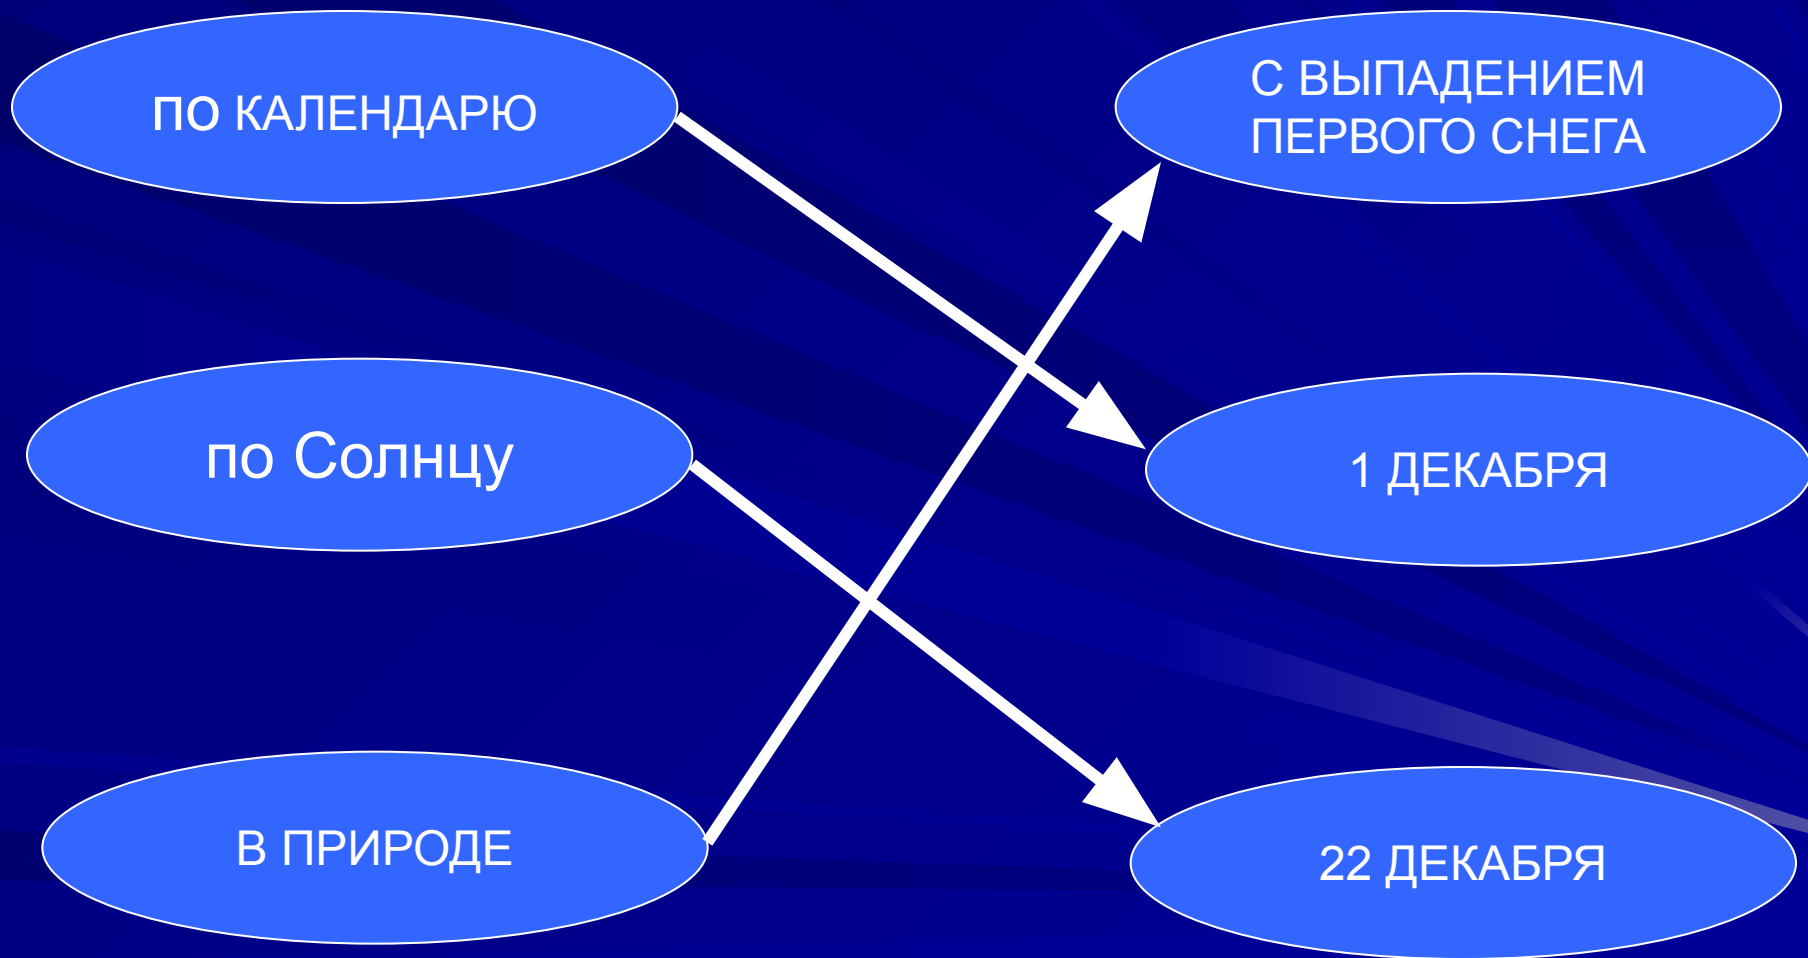 ПО КАЛЕНДАРЮ
С ВЫПАДЕНИЕМ
ПЕРВОГО СНЕГА
по Солнцу
1 ДЕКАБРЯ
В ПРИРОДЕ
22 ДЕКАБРЯ